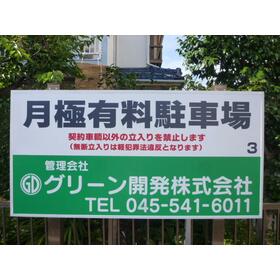 月極有料駐車場
契約車輌以外の立入りを禁止します
(無断立入りは軽犯罪法違反となります)
3
管理会社
GD グリーン開発株式会社
TEL 045-541-6011